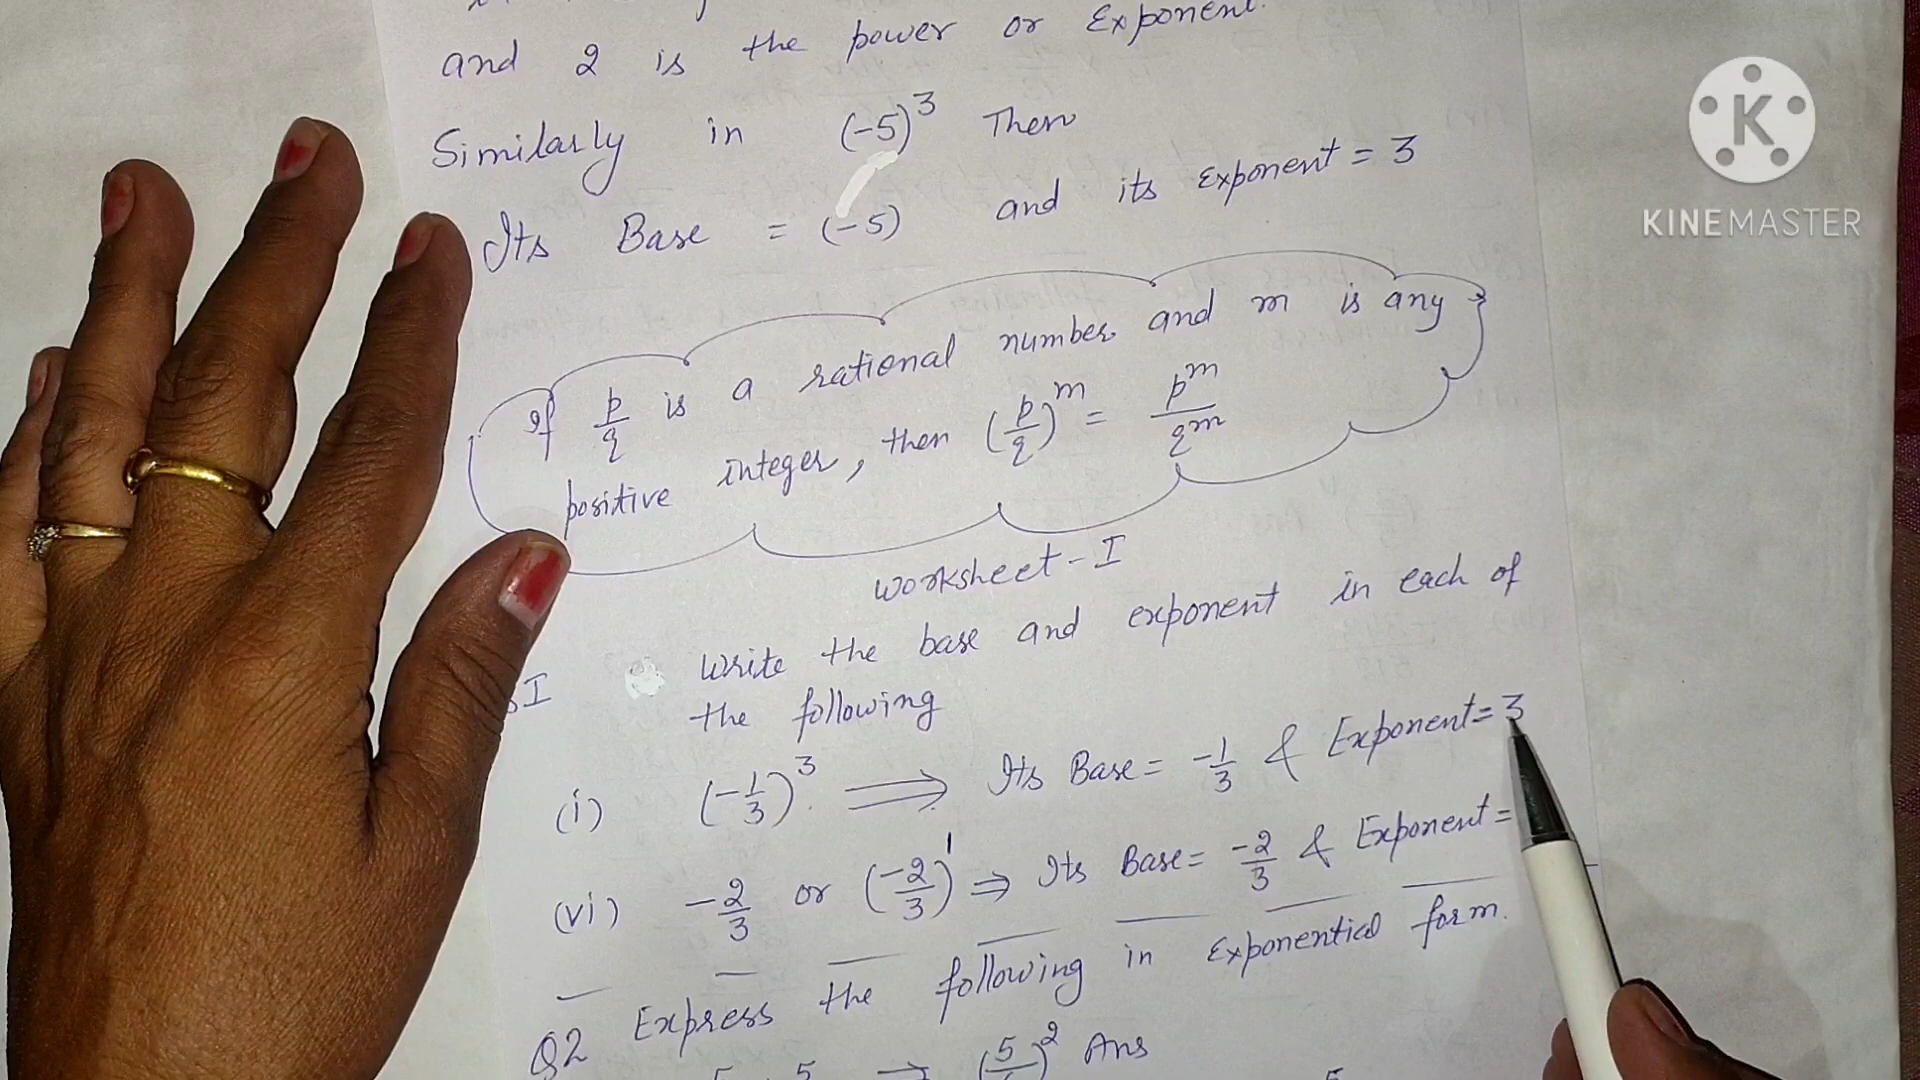 and 2 is the power or Exponent.
Similarly in (-5)³ Then
Its Base = (-5) and its exponent = 3
If p/q is a rational number and m is any
positive integer, then (p/q)^m = p^m/q^m
Worksheet-I
I Write the base and exponent in each of
the following
(i) (-1/3)³ ⟹ Its Base = -1/3 & Exponent = 3
(vi) -2/3 or (-2/3)¹ ⇒ Its Base = -2/3 & Exponent =
Q2 Express the following in Exponential form.
→ (5/ )² Ans
K
KINEMASTER